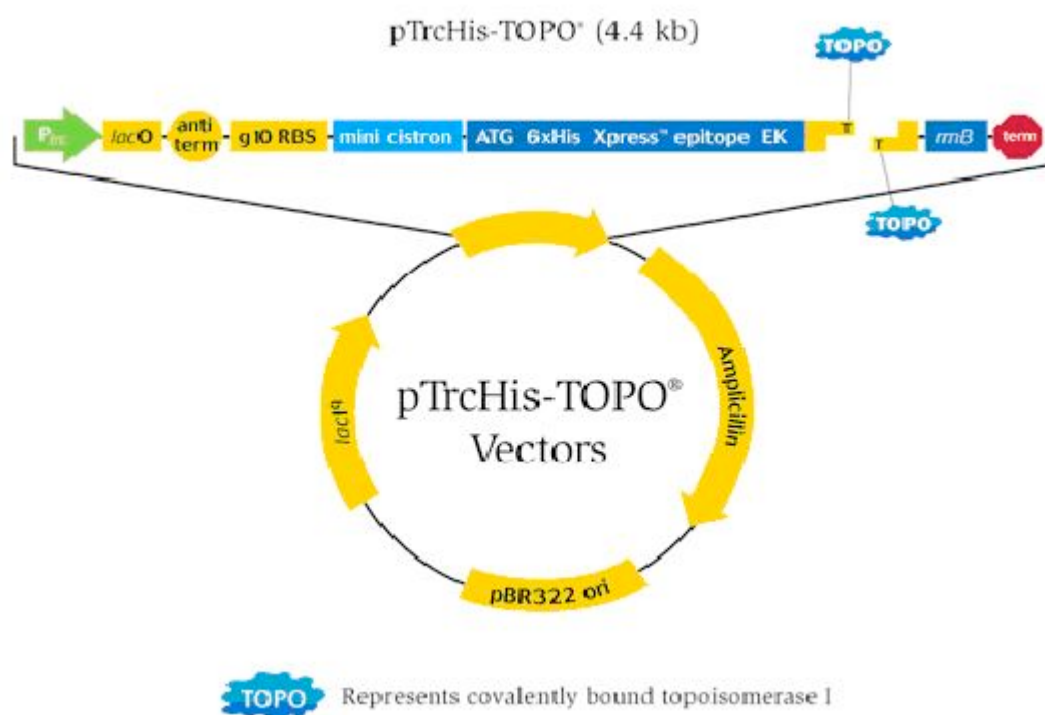 pTrcHis-TOPO® (4.4 kb)
TOPO
Ptrc
lacO
anti
term
g10 RBS
mini cistron
ATG 6xHis Xpress™ epitope EK
T
T
rrnB
term
TOPO
Amplicillin
lacIq
pTrcHis-TOPO®
Vectors
pBR322 ori
TOPO Represents covalently bound topoisomerase I